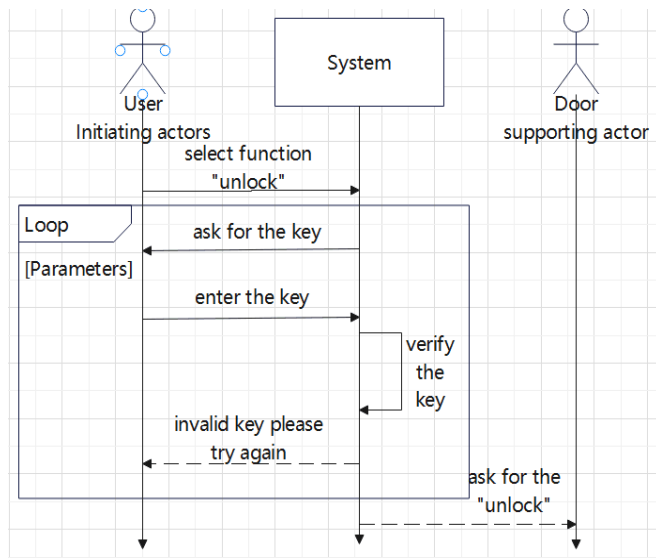 System
User
Initiating actors
Door
supporting actor
select function
"unlock"
Loop
[Parameters]
ask for the key
enter the key
verify
the
key
invalid key please
try again
ask for the
"unlock"